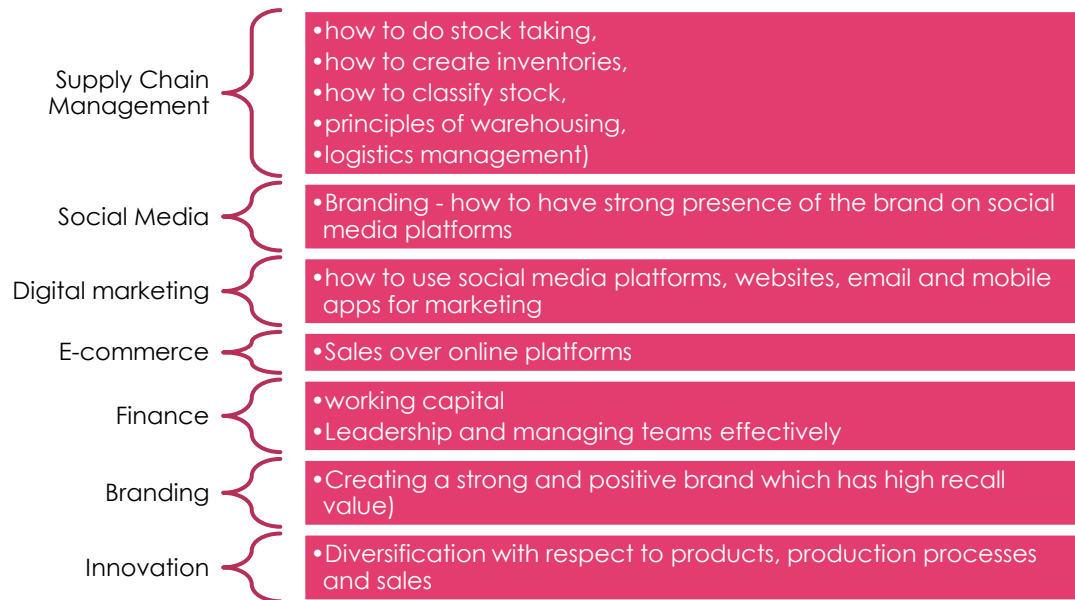 Supply Chain
Management
•how to do stock taking,
•how to create inventories,
•how to classify stock,
•principles of warehousing,
•logistics management)
Social Media
•Branding - how to have strong presence of the brand on social
media platforms
Digital marketing
•how to use social media platforms, websites, email and mobile
apps for marketing
E-commerce
•Sales over online platforms
Finance
•working capital
•Leadership and managing teams effectively
Branding
•Creating a strong and positive brand which has high recall
value)
Innovation
•Diversification with respect to products, production processes
and sales